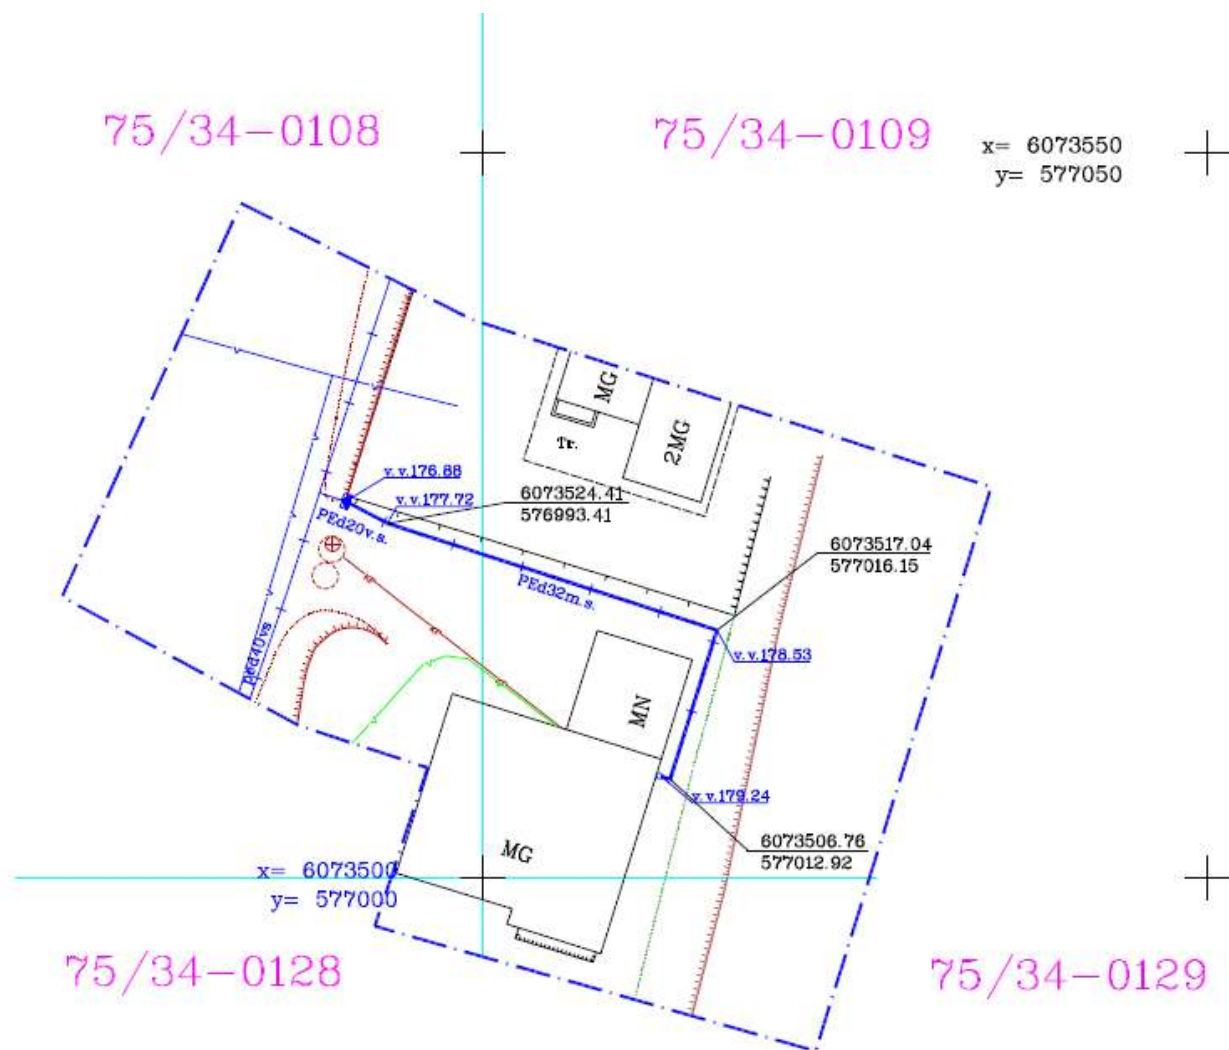 75/34-0108
75/34-0109
x= 6073550
y= 577050
MG
2MG
Tr.
v.v.176.88
v.v.177.72
6073524.41
576993.41
PEd20v.s.
6073517.04
577016.15
PEd32m.s.
v.v.178.53
Ped40vs
MN
v.v.179.24
6073506.76
577012.92
MG
x= 6073500
y= 577000
75/34-0128
75/34-0129